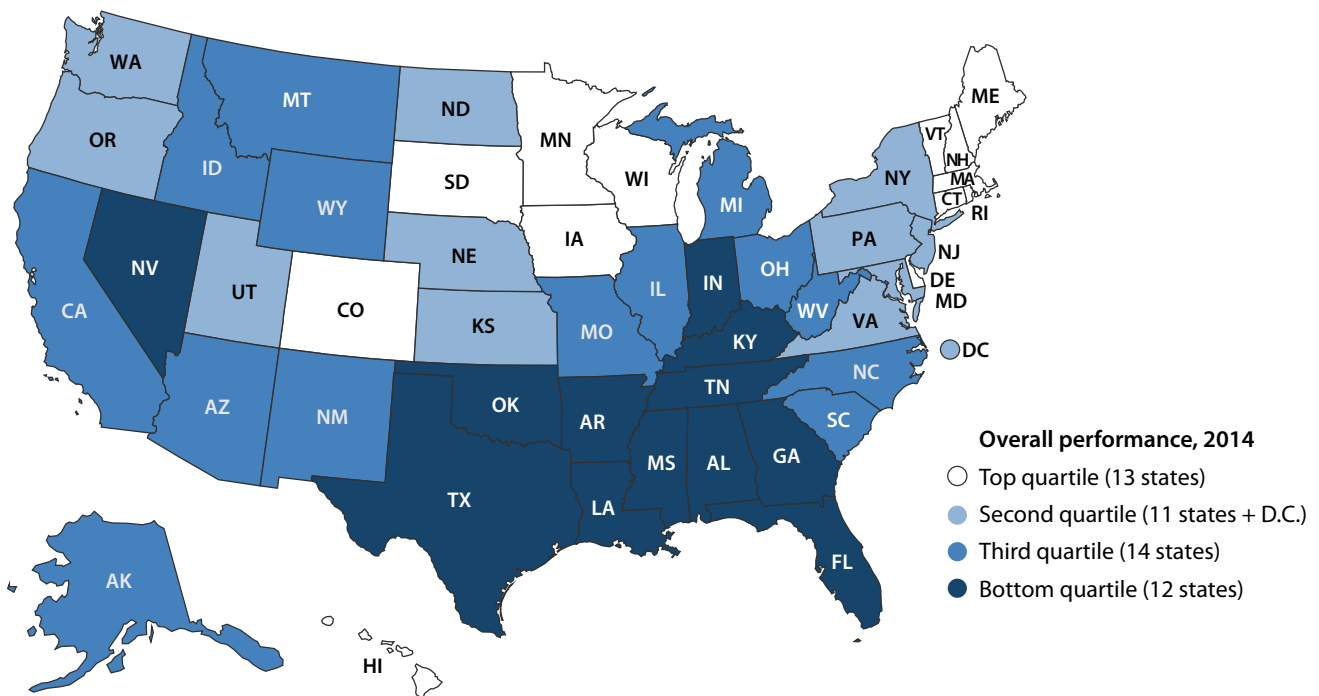 WA
OR
ID
MT
WY
ND
SD
NE
KS
CO
UT
NV
CA
AZ
NM
MN
WI
IA
MO
IL
MI
IN
OH
WV
KY
TN
OK
AR
TX
LA
MS
AL
GA
FL
SC
NC
VA
PA
NY
VT
NH
ME
MA
CT
RI
NJ
DE
MD
DC
AK
HI
Overall performance, 2014
Top quartile (13 states)
Second quartile (11 states + D.C.)
Third quartile (14 states)
Bottom quartile (12 states)